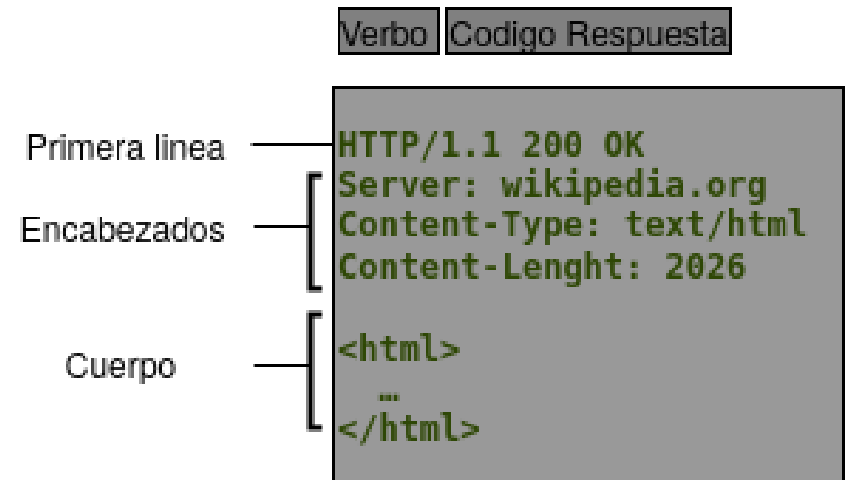 Verbo
Codigo Respuesta
Primera linea
HTTP/1.1 200 OK
Server: wikipedia.org
Encabezados
Content-Type: text/html
Content-Lenght: 2026
<html>
Cuerpo
…
</html>